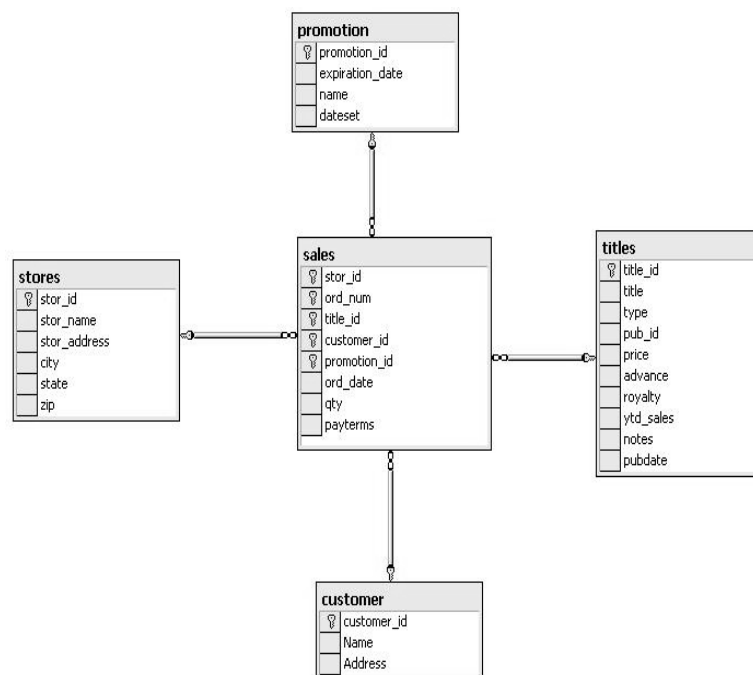 promotion
promotion_id
expiration_date
name
dateset
stores
stor_id
stor_name
stor_address
city
state
zip
sales
stor_id
ord_num
title_id
customer_id
promotion_id
ord_date
qty
payterms
titles
title_id
title
type
pub_id
price
advance
royalty
ytd_sales
notes
pubdate
customer
customer_id
Name
Address